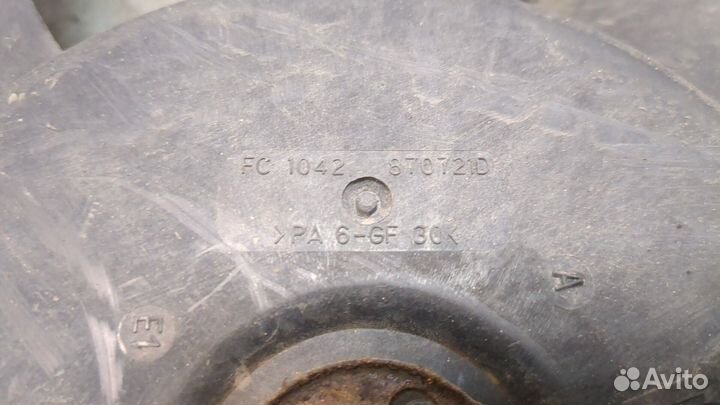 FC 1042 870721D
>PA 6-GF 30<
A
E1
Avito